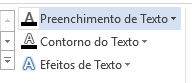 Preenchimento de Texto
Contorno do Texto
Efeitos de Texto